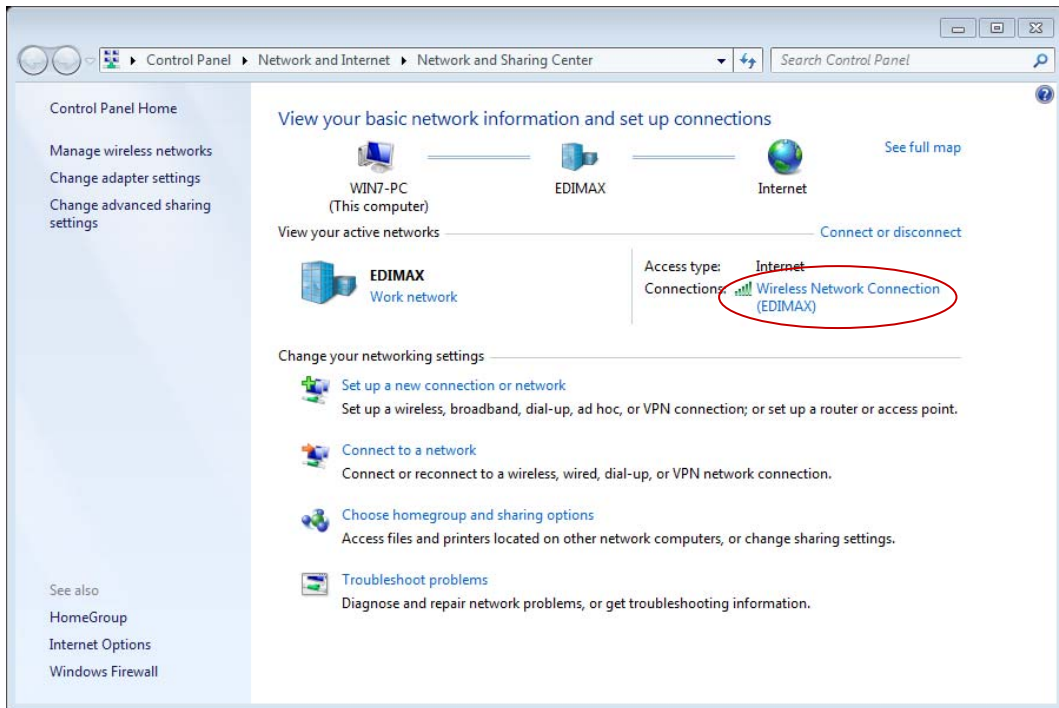 Control Panel Network and Internet Network and Sharing Center Search Control Panel
Control Panel Home
Manage wireless networks
Change adapter settings
Change advanced sharing
settings
See also
HomeGroup
Internet Options
Windows Firewall
View your basic network information and set up connections
See full map
WIN7-PC EDIMAX Internet
(This computer)
View your active networks Connect or disconnect
EDIMAX
Work network
Access type: Internet
Connections: Wireless Network Connection
(EDIMAX)
Change your networking settings
Set up a new connection or network
Set up a wireless, broadband, dial-up, ad hoc, or VPN connection; or set up a router or access point.
Connect to a network
Connect or reconnect to a wireless, wired, dial-up, or VPN network connection.
Choose homegroup and sharing options
Access files and printers located on other network computers, or change sharing settings.
Troubleshoot problems
Diagnose and repair network problems, or get troubleshooting information.